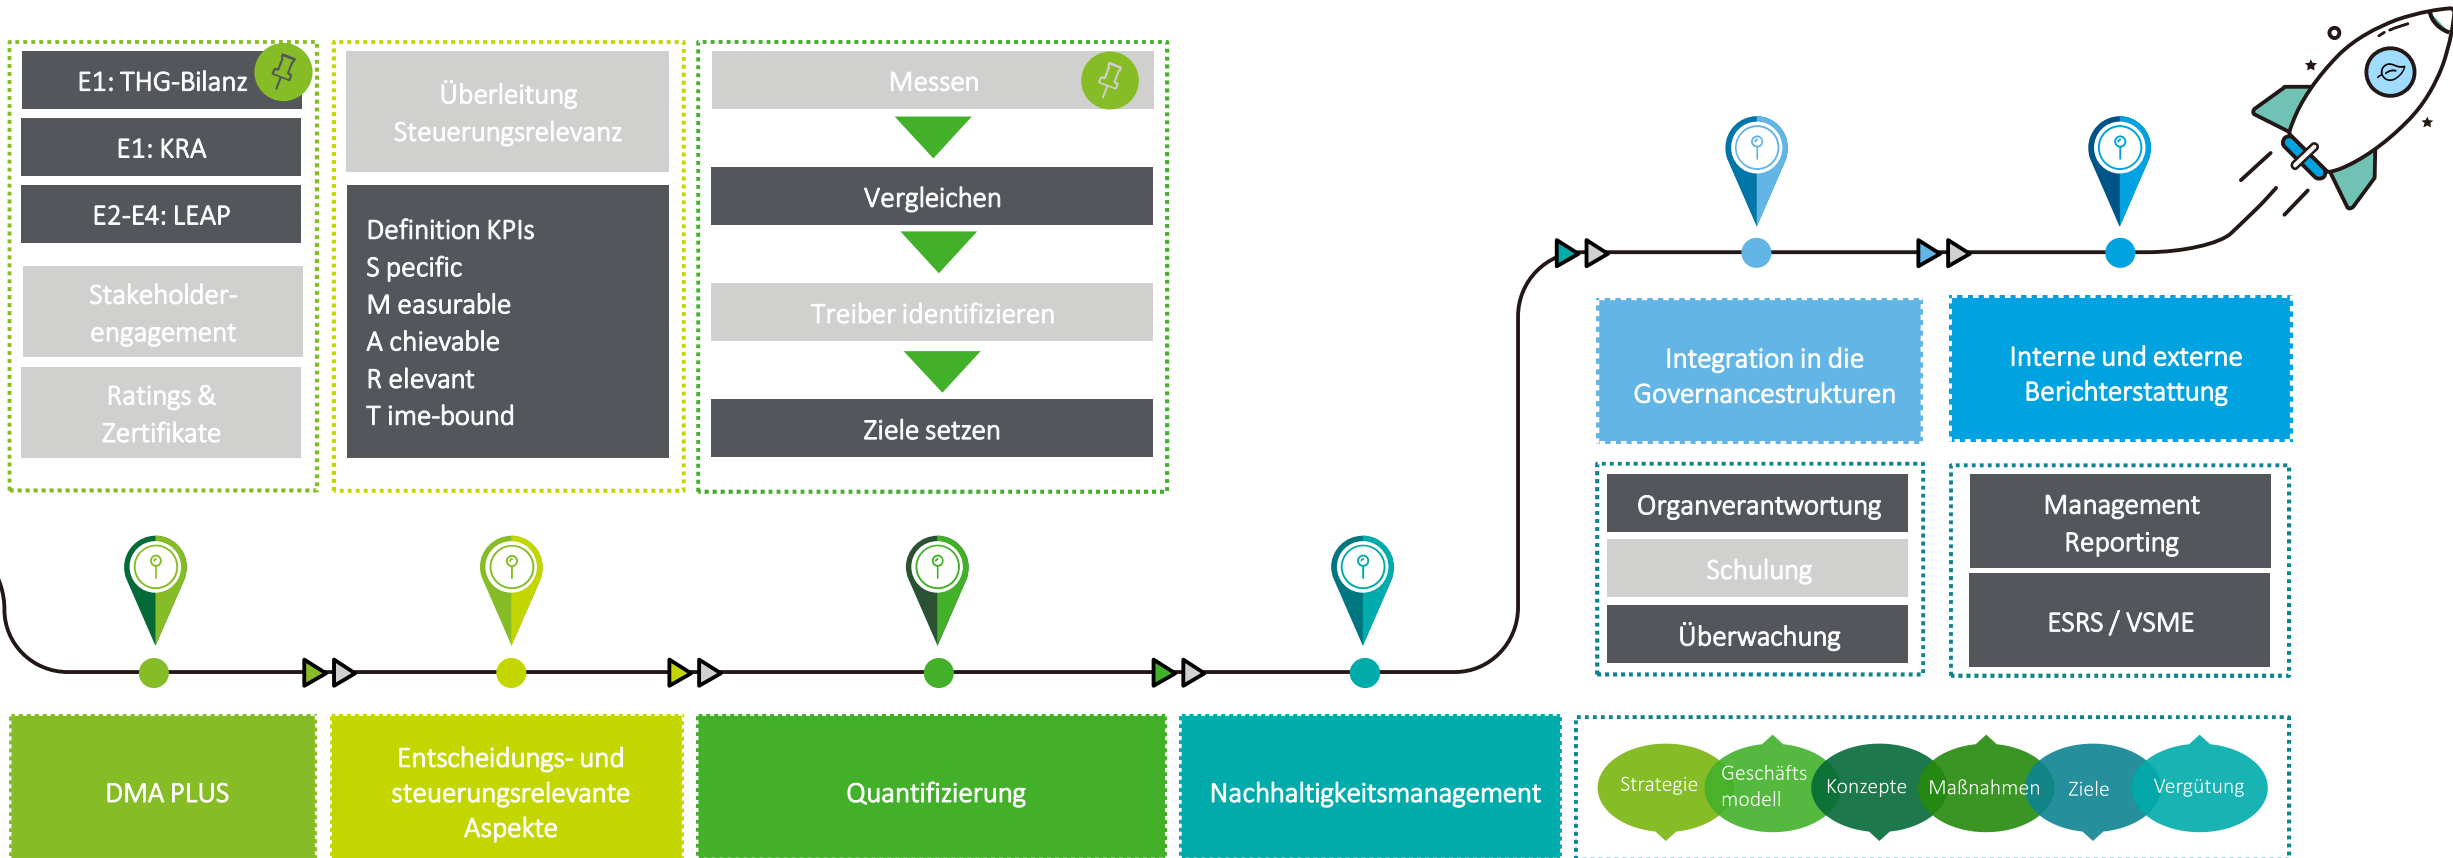 E1: THG-Bilanz
E1: KRA
E2-E4: LEAP
Stakeholder-
engagement
Ratings &
Zertifikate
Überleitung
Steuerungsrelevanz
Definition KPIs
S pecific
M easurable
A chievable
R elevant
T ime-bound
Messen
Vergleichen
Treiber identifizieren
Ziele setzen
DMA PLUS
Entscheidungs- und
steuerungsrelevante
Aspekte
Quantifizierung
Nachhaltigkeitsmanagement
Integration in die
Governancestrukturen
Organverantwortung
Schulung
Überwachung
Interne und externe
Berichterstattung
Management
Reporting
ESRS / VSME
Strategie
Geschäfts
modell
Konzepte
Maßnahmen
Ziele
Vergütung